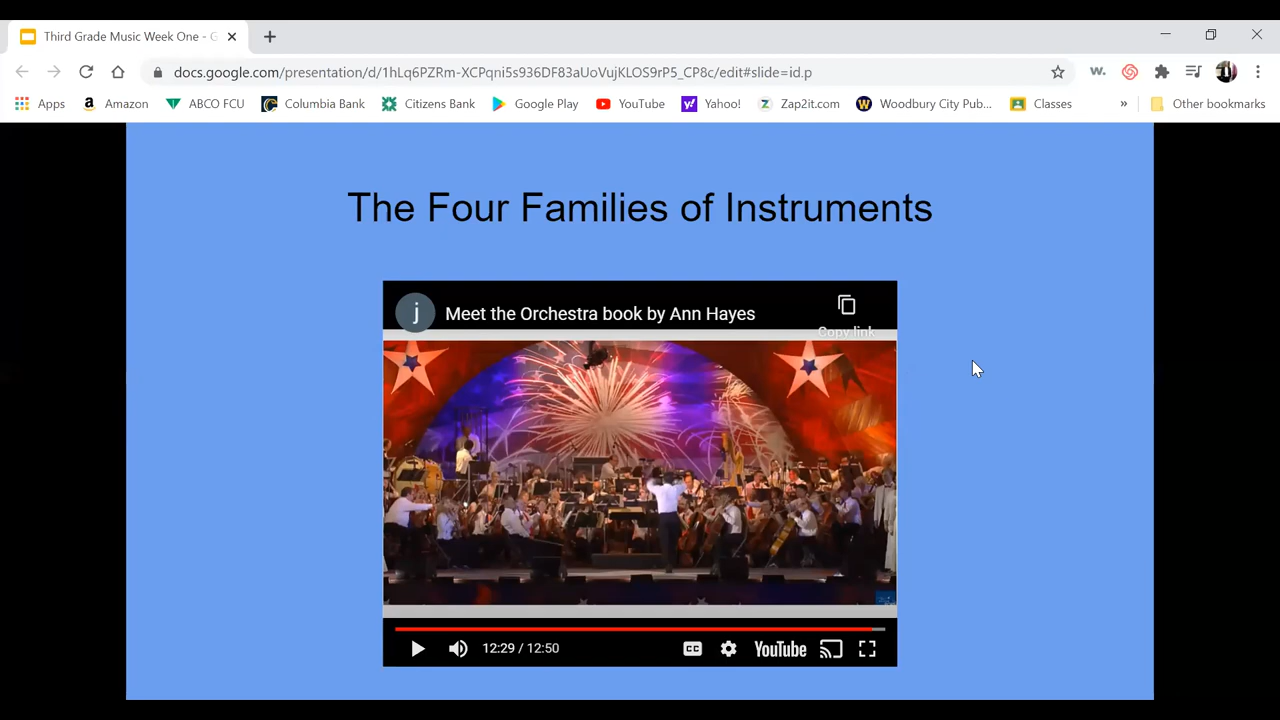 Third Grade Music Week One - G
docs.google.com/presentation/d/1hLq6PZRm-XCPqni5s936DF83aUoVujKLOS9rP5_CP8c/edit#slide=id.p
W.
Apps Amazon ABCO FCU Columbia Bank Citizens Bank Google Play YouTube Yahoo! Zap2it.com Woodbury City Pub... Classes » Other bookmarks
The Four Families of Instruments
j Meet the Orchestra book by Ann Hayes
Copy link
12:29 / 12:50 CC YouTube